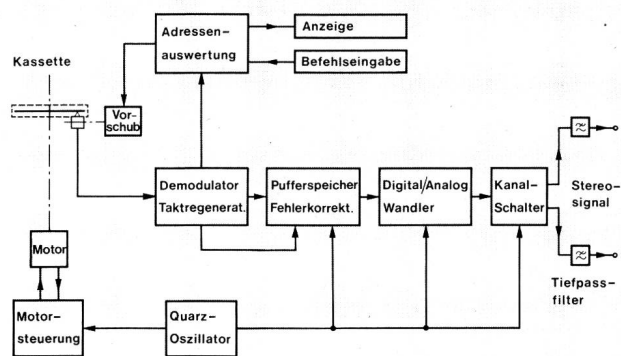 Adressen-
auswertung
Anzeige
Befehlseingabe
Kassette
Vor-
schub
Demodulator
Taktregenerat.
Pufferspeicher
Fehlerkorrekt.
Digital/Analog
Wandler
Kanal-
Schalter
Stereo-
signal
Tiefpass-
filter
Motor
Motor-
steuerung
Quarz-
Oszillator